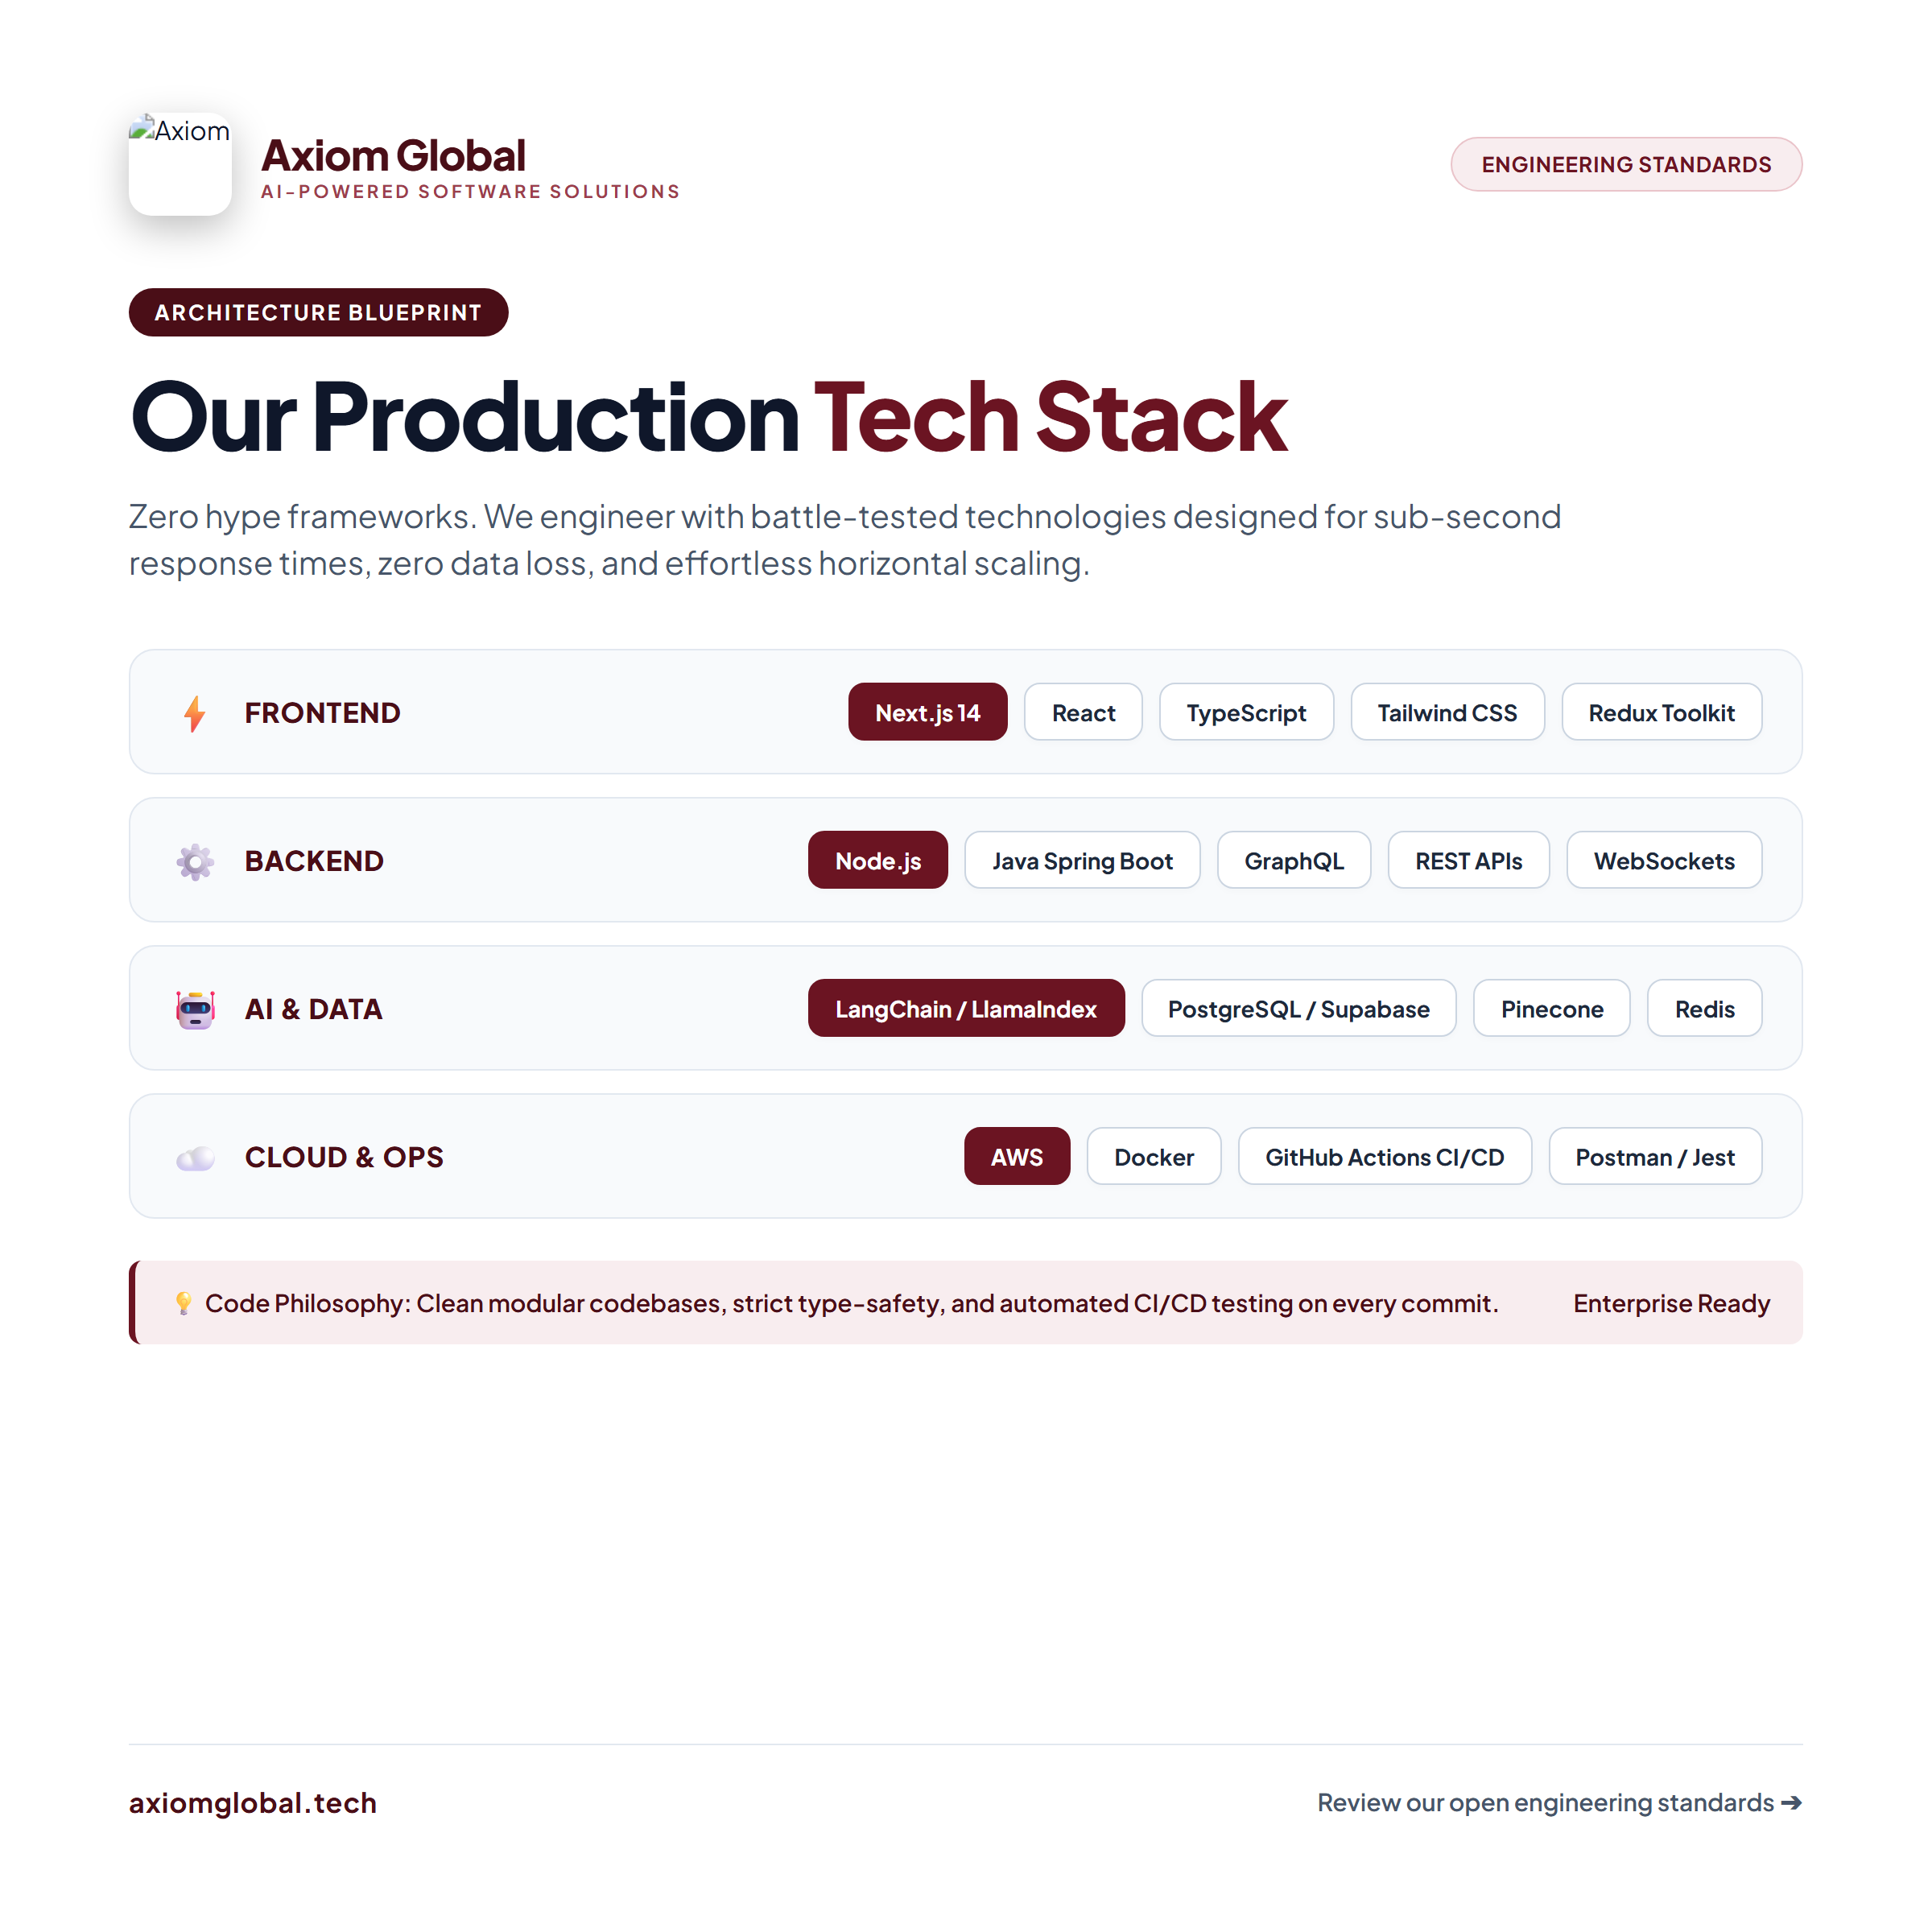 Axiom
Axiom Global
AI-POWERED SOFTWARE SOLUTIONS
ENGINEERING STANDARDS
ARCHITECTURE BLUEPRINT
Our Production Tech Stack
Zero hype frameworks. We engineer with battle-tested technologies designed for sub-second
response times, zero data loss, and effortless horizontal scaling.
FRONTEND Next.js 14 React TypeScript Tailwind CSS Redux Toolkit
BACKEND Node.js Java Spring Boot GraphQL REST APIs WebSockets
AI & DATA LangChain / LlamaIndex PostgreSQL / Supabase Pinecone Redis
CLOUD & OPS AWS Docker GitHub Actions CI/CD Postman / Jest
💡 Code Philosophy: Clean modular codebases, strict type-safety, and automated CI/CD testing on every commit. Enterprise Ready
axiomglobal.tech
Review our open engineering standards ➔